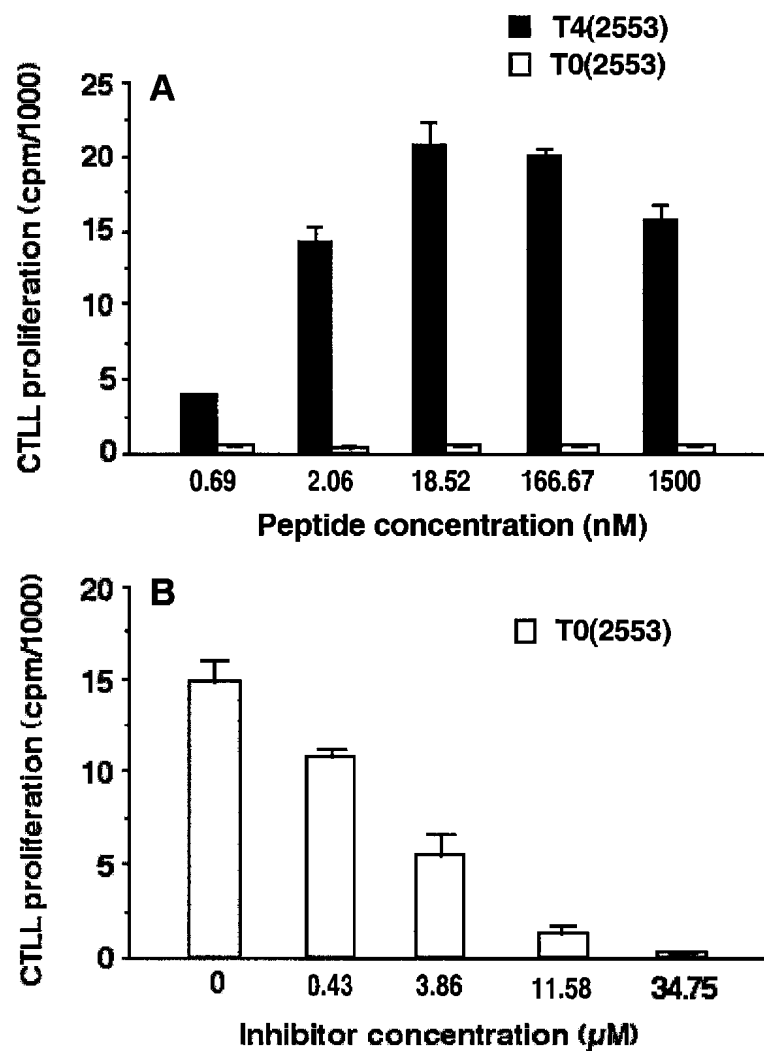 T4(2553)
T0(2553)
A
CTLL proliferation (cpm/1000)
25
20
15
10
5
0
0.69 2.06 18.52 166.67 1500
Peptide concentration (nM)
B
T0(2553)
CTLL proliferation (cpm/1000)
20
15
10
5
0
0 0.43 3.86 11.58 34.75
Inhibitor concentration (µM)